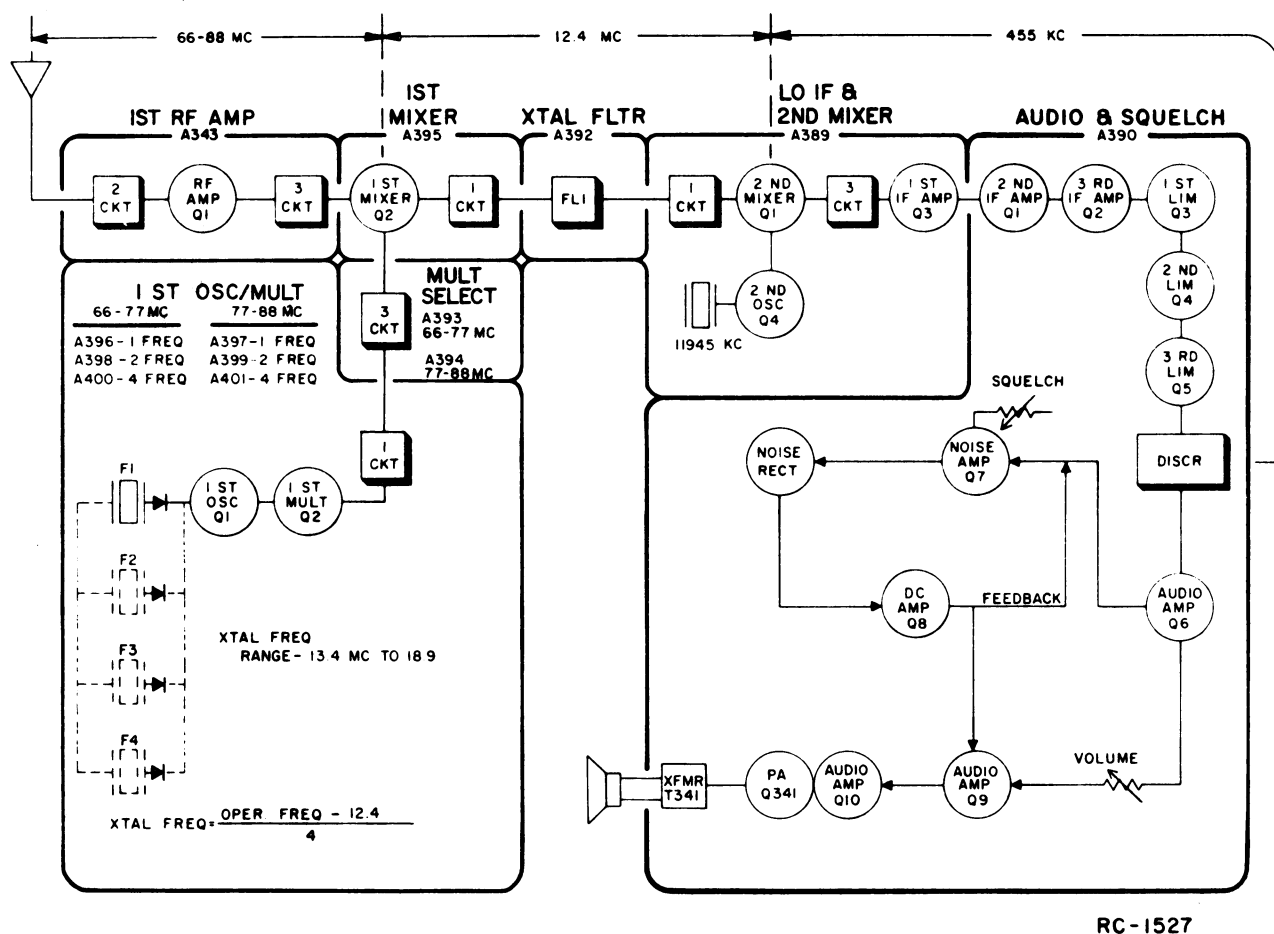 66-88 MC
12.4 MC
455 KC
1ST RF AMP
A343
1ST
MIXER
A395
XTAL FLTR
A392
LO IF &
2ND MIXER
A389
AUDIO & SQUELCH
A390
2
CKT
RF
AMP
Q1
3
CKT
1 ST
MIXER
Q2
1
CKT
FL1
1
CKT
2 ND
MIXER
Q1
3
CKT
1 ST
IF AMP
Q3
2 ND
IF AMP
Q1
3 RD
IF AMP
Q2
1 ST
LIM
Q3
1 ST OSC/MULT
66-77 MC
77-88 MC
A396-1 FREQ
A397-1 FREQ
A398-2 FREQ
A399-2 FREQ
A400-4 FREQ
A401-4 FREQ
3
CKT
MULT
SELECT
A393
66-77 MC
A394
77-88 MC
2 ND
OSC
Q4
11945 KC
2 ND
LIM
Q4
3 RD
LIM
Q5
SQUELCH
1
CKT
NOISE
RECT
NOISE
AMP
Q7
DISCR
F1
1 ST
OSC
Q1
1 ST
MULT
Q2
F2
DC
AMP
Q8
FEEDBACK
AUDIO
AMP
Q6
XTAL FREQ
RANGE- 13.4 MC TO 18.9
F3
F4
XFMR
T341
PA
Q341
AUDIO
AMP
Q10
AUDIO
AMP
Q9
VOLUME
XTAL FREQ= OPER. FREQ - 12.4
4
RC-1527